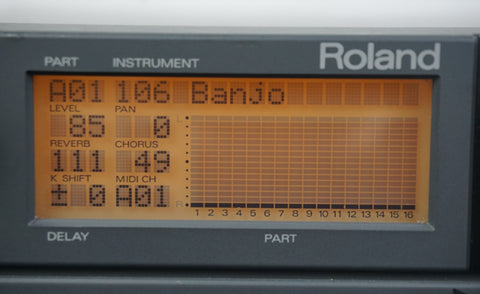 PART INSTRUMENT Roland
A01 106 Banjo
LEVEL PAN L
85 0
REVERB CHORUS
111 49
K SHIFT MIDI CH
± 0 A01 R
1 2 3 4 5 6 7 8 9 10 11 12 13 14 15 16
DELAY PART